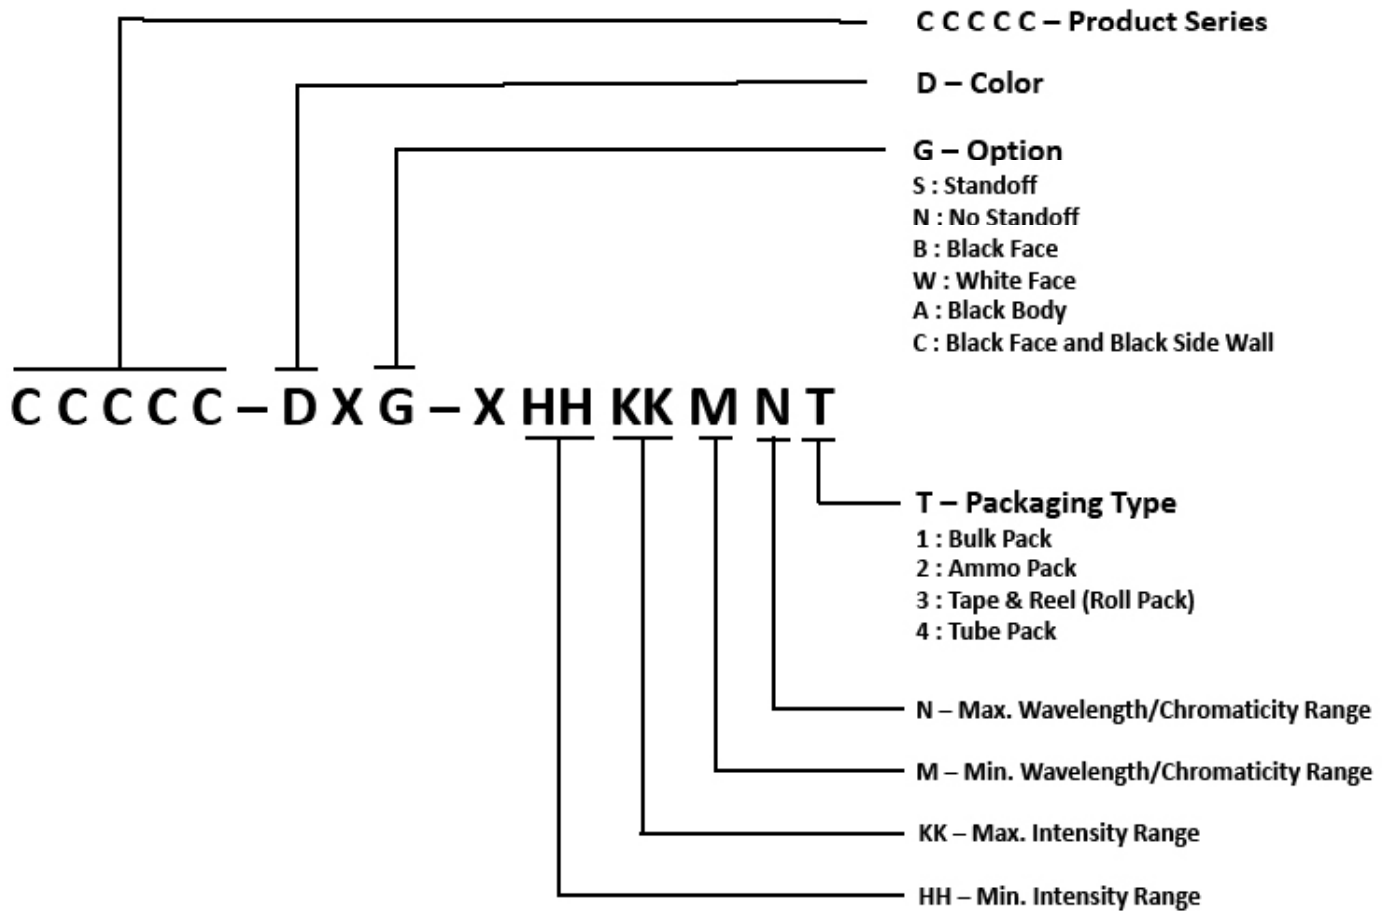 C C C C C – Product Series
D – Color
G – Option
S : Standoff
N : No Standoff
B : Black Face
W : White Face
A : Black Body
C : Black Face and Black Side Wall
C C C C C – D X G – X HH KK M N T
T – Packaging Type
1 : Bulk Pack
2 : Ammo Pack
3 : Tape & Reel (Roll Pack)
4 : Tube Pack
N – Max. Wavelength/Chromaticity Range
M – Min. Wavelength/Chromaticity Range
KK – Max. Intensity Range
HH – Min. Intensity Range